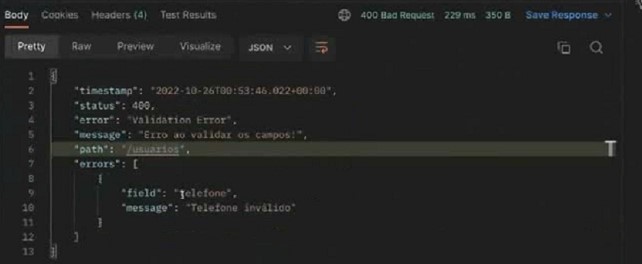 Body Cookies Headers (4) Test Results 400 Bad Request 229 ms 350 B Save Response
Pretty Raw Preview Visualize JSON
1 {
2 "timestamp": "2022-10-26T00:53:46.022+00:00",
3 "status": 400,
4 "error": "Validation Error",
5 "message": "Erro ao validar os campos!",
6 "path": "/usuarios",
7 "errors": [
8 {
9 "field": "telefone",
10 "message": "Telefone inválido"
11 }
12 ]
13 }